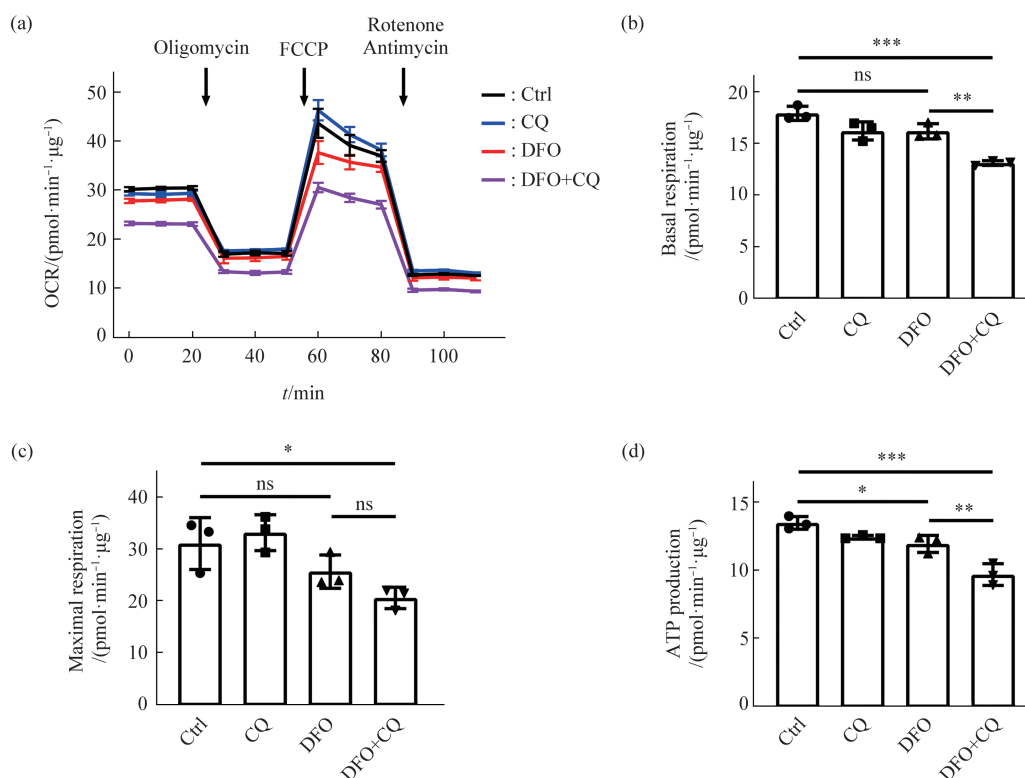 (a)
Oligomycin
FCCP
Rotenone
Antimycin
OCR/(pmol·min⁻¹·μg⁻¹)
50
40
30
20
10
0
0 20 40 60 80 100
t/min
: Ctrl
: CQ
: DFO
: DFO+CQ
(b)
***
ns
**
Basal respiration
/(pmol·min⁻¹·μg⁻¹)
20
15
10
5
0
Ctrl CQ DFO DFO+CQ
(c)
*
ns
ns
Maximal respiration
/(pmol·min⁻¹·μg⁻¹)
40
30
20
10
0
Ctrl CQ DFO DFO+CQ
(d)
***
*
**
ATP production
/(pmol·min⁻¹·μg⁻¹)
15
10
5
0
Ctrl CQ DFO DFO+CQ